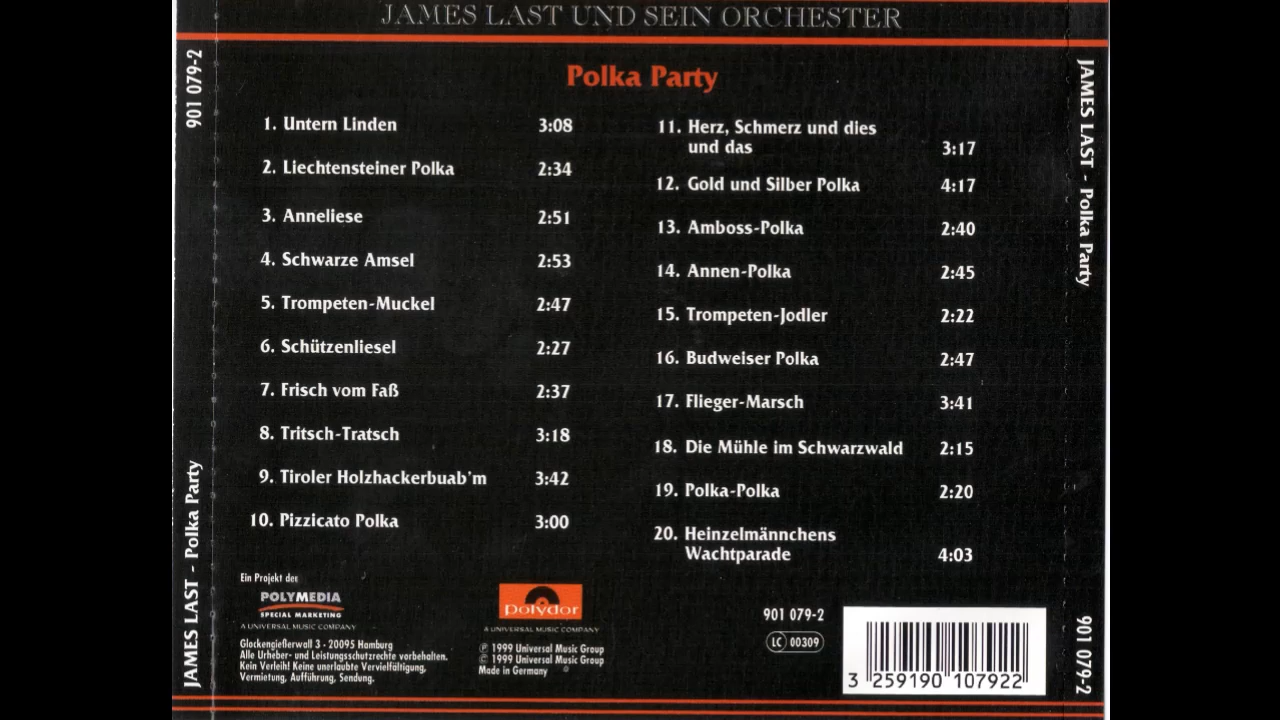 JAMES LAST UND SEIN ORCHESTER
901 079-2
JAMES LAST - Polka Party
Polka Party
1. Untern Linden 3:08
2. Liechtensteiner Polka 2:34
3. Anneliese 2:51
4. Schwarze Amsel 2:53
5. Trompeten-Muckel 2:47
6. Schützenliesel 2:27
7. Frisch vom Faß 2:37
8. Tritsch-Tratsch 3:18
9. Tiroler Holzhackerbuab'm 3:42
10. Pizzicato Polka 3:00
11. Herz, Schmerz und dies
und das 3:17
12. Gold und Silber Polka 4:17
13. Amboss-Polka 2:40
14. Annen-Polka 2:45
15. Trompeten-Jodler 2:22
16. Budweiser Polka 2:47
17. Flieger-Marsch 3:41
18. Die Mühle im Schwarzwald 2:15
19. Polka-Polka 2:20
20. Heinzelmännchens
Wachtparade 4:03
Ein Projekt der
POLYMEDIA
SPECIAL MARKETING
A UNIVERSAL MUSIC COMPANY
Glockengießerwall 3 - 20095 Hamburg
Alle Urheber- und Leistungsschutzrechte vorbehalten.
Kein Verleih! Keine unerlaubte Vervielfältigung,
Vermietung, Aufführung, Sendung.
polydor
A UNIVERSAL MUSIC COMPANY
℗ 1999 Universal Music Group
© 1999 Universal Music Group
Made in Germany
901 079-2
LC 00309
3 259190 107922
JAMES LAST - Polka Party
901 079-2